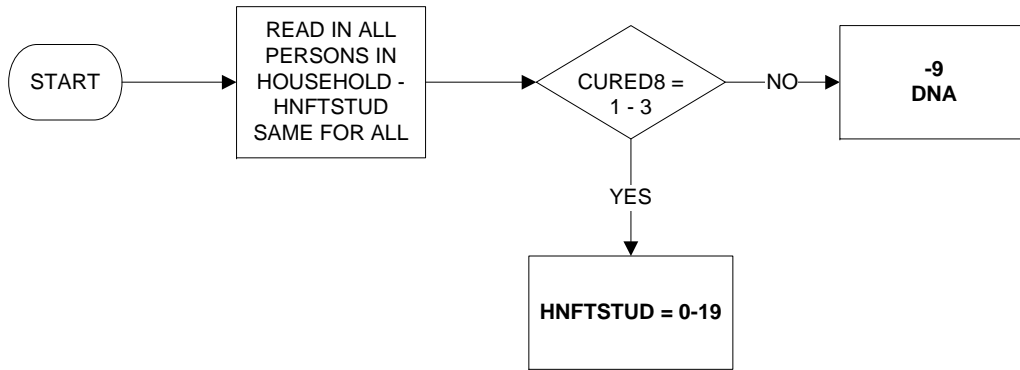 START
READ IN ALL
PERSONS IN
HOUSEHOLD -
HNFTSTUD
SAME FOR ALL
CURED8 =
1 - 3
NO
-9
DNA
YES
HNFTSTUD = 0-19